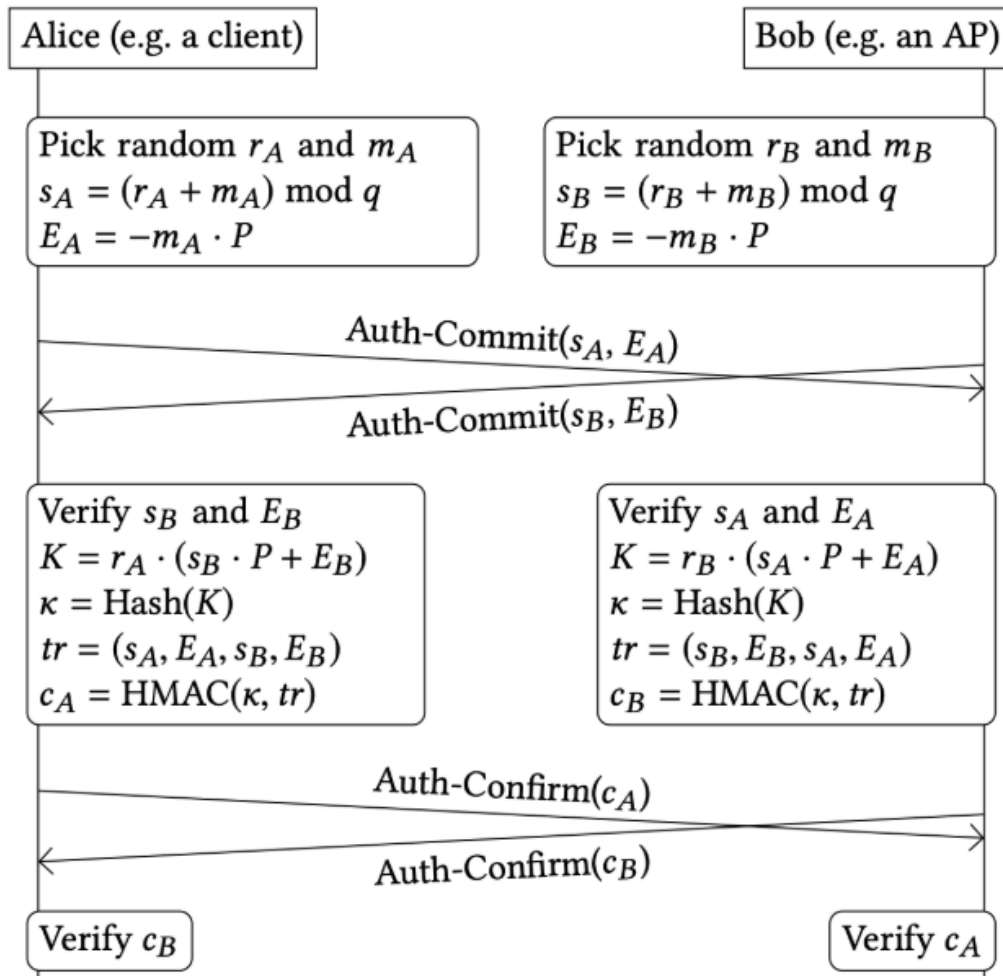 Alice (e.g. a client)
Bob (e.g. an AP)
Pick random r_A and m_A
s_A = (r_A + m_A) mod q
E_A = −m_A · P
Pick random r_B and m_B
s_B = (r_B + m_B) mod q
E_B = −m_B · P
Auth-Commit(s_A, E_A)
Auth-Commit(s_B, E_B)
Verify s_B and E_B
K = r_A · (s_B · P + E_B)
κ = Hash(K)
tr = (s_A, E_A, s_B, E_B)
c_A = HMAC(κ, tr)
Verify s_A and E_A
K = r_B · (s_A · P + E_A)
κ = Hash(K)
tr = (s_B, E_B, s_A, E_A)
c_B = HMAC(κ, tr)
Auth-Confirm(c_A)
Auth-Confirm(c_B)
Verify c_B
Verify c_A